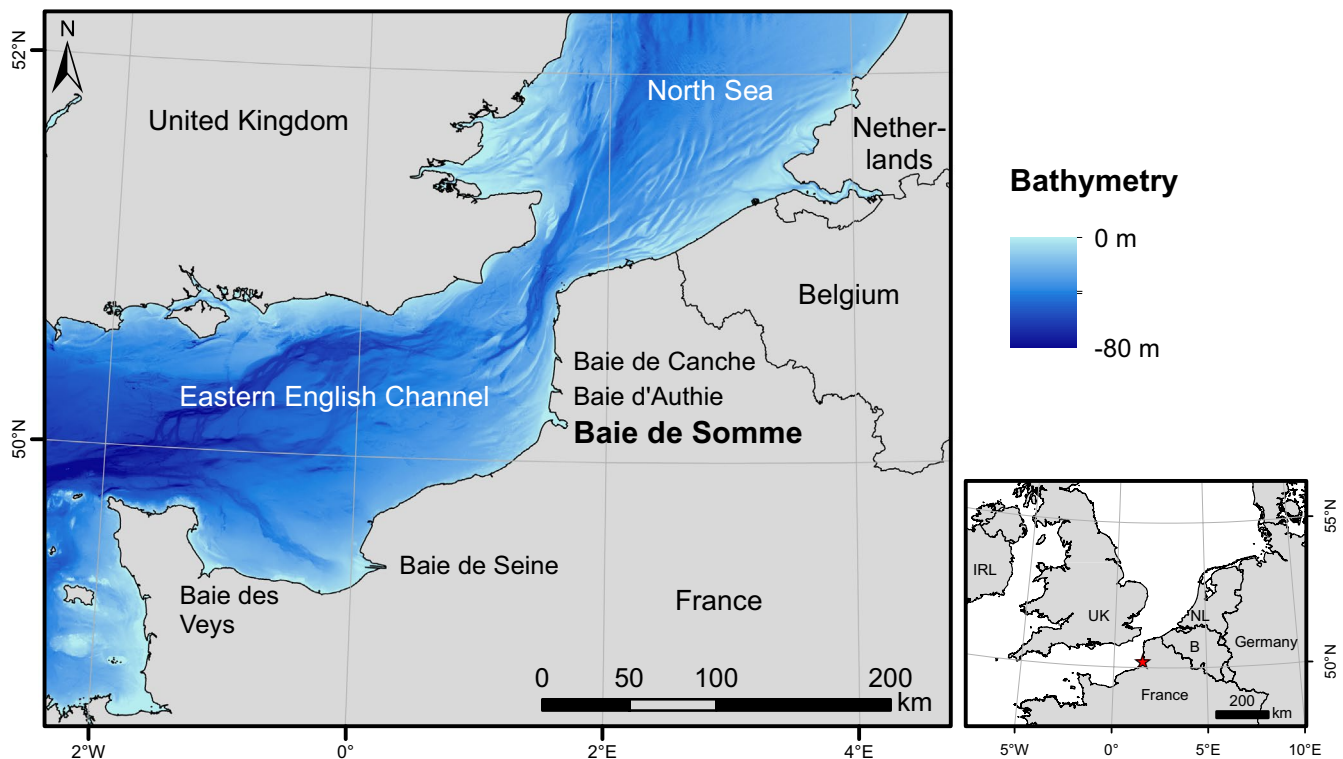 N
52°N
50°N
United Kingdom
North Sea
Nether-
lands
Belgium
Eastern English Channel
Baie de Canche
Baie d'Authie
Baie de Somme
Baie de Seine
Baie des
Veys
France
0 50 100 200
km
2°W 0° 2°E 4°E
Bathymetry
0 m
-80 m
IRL
UK
NL
B
Germany
France
200
km
55°N
50°N
5°W 0° 5°E 10°E